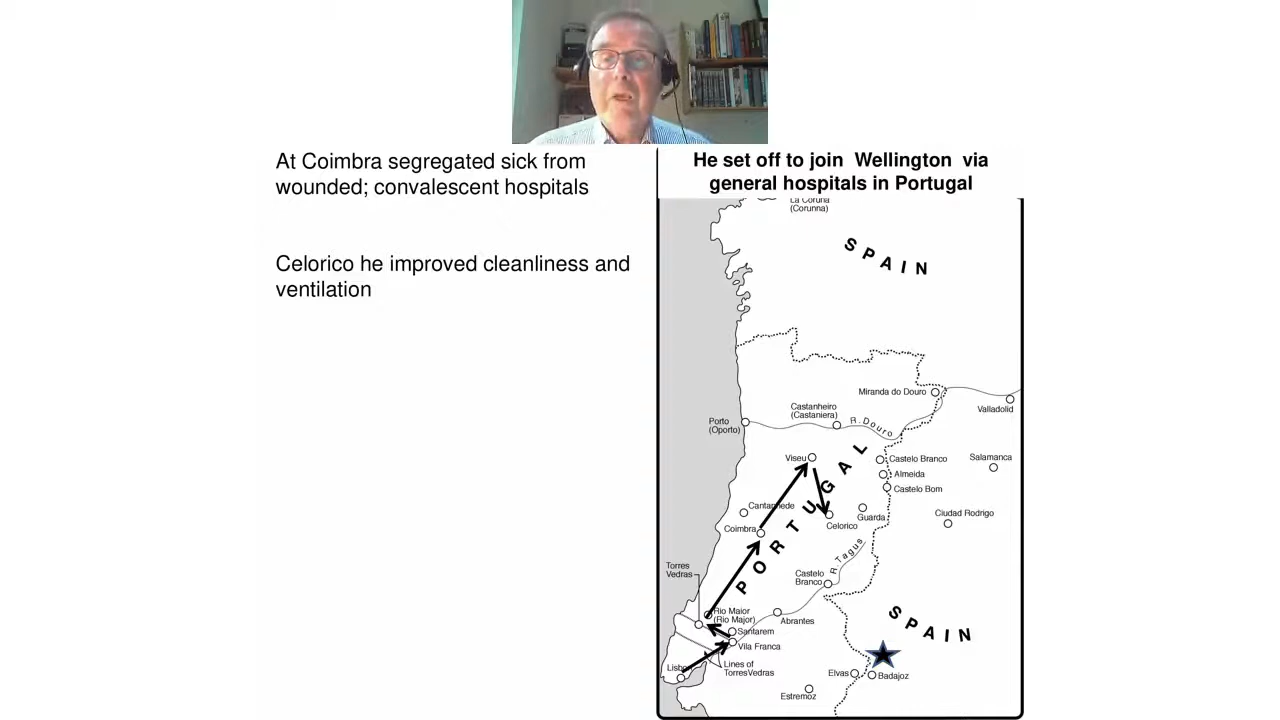 At Coimbra segregated sick from
wounded; convalescent hospitals
Celorico he improved cleanliness and
ventilation
He set off to join Wellington via
general hospitals in Portugal
La Coruña
(Corunna)
SPAIN
Miranda do Douro
Valladolid
Castanheiro
(Castaniera)
R. Douro
Porto
(Oporto)
Viseu
Castelo Branco
Salamanca
Almeida
Castelo Bom
PORTUGAL
Cantanhede
Guarda
Ciudad Rodrigo
Coimbra
Celorico
R. Tagus
Torres
Vedras
Castelo
Branco
Rio Maior
(Rio Major)
Abrantes
SPAIN
Santarem
Vila Franca
Lisbon
Lines of
TorresVedras
Elvas
Badajoz
Estremoz